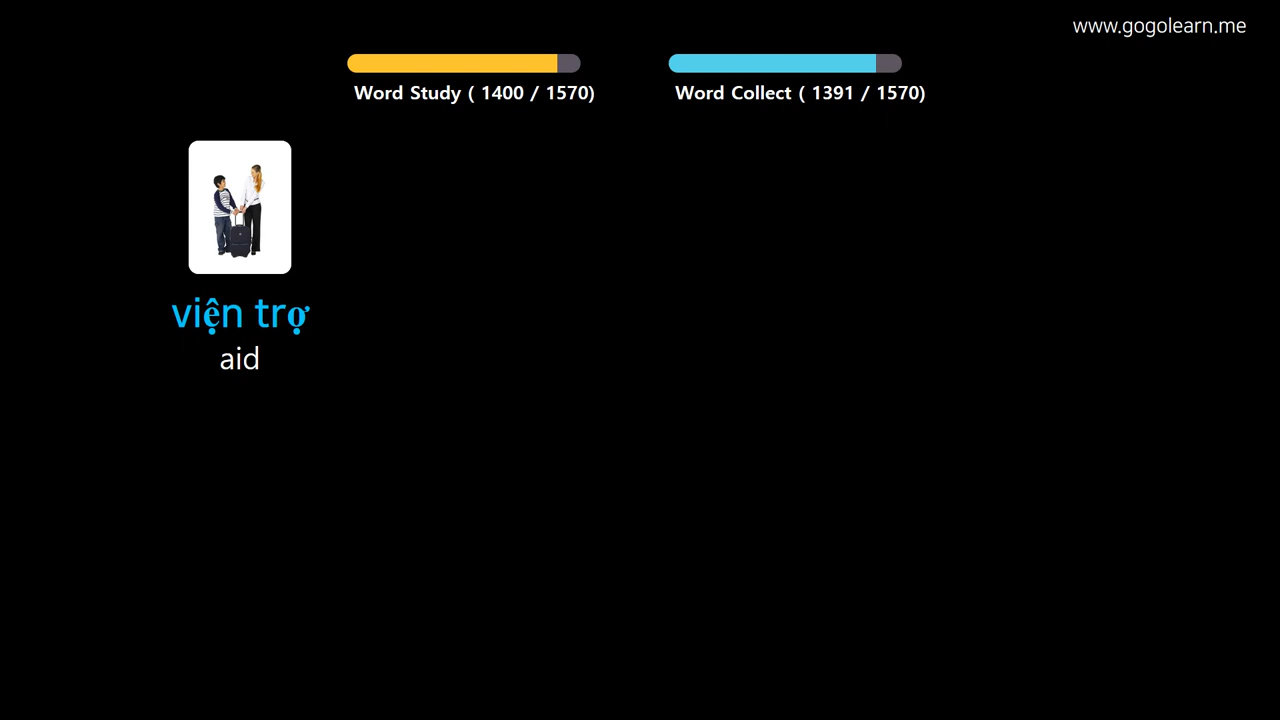 www.gogolearn.me
Word Study ( 1400 / 1570)
Word Collect ( 1391 / 1570)
viện trợ
aid